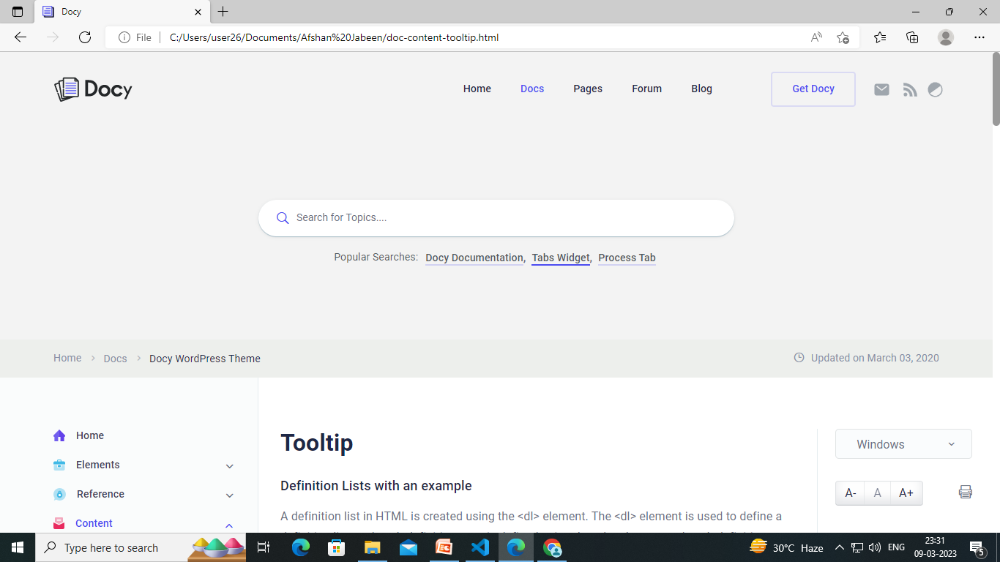 Docy
File
C:/Users/user26/Documents/Afshan%20Jabeen/doc-content-tooltip.html
Docy
Home Docs Pages Forum Blog Get Docy
Search for Topics....
Popular Searches: Docy Documentation, Tabs Widget, Process Tab
Home Docs Docy WordPress Theme Updated on March 03, 2020
Home
Elements
Reference
Content
Tooltip
Definition Lists with an example
A definition list in HTML is created using the <dl> element. The <dl> element is used to define a
Windows
A- A A+
Type here to search
30°C Haze
ENG
23:31
09-03-2023
5